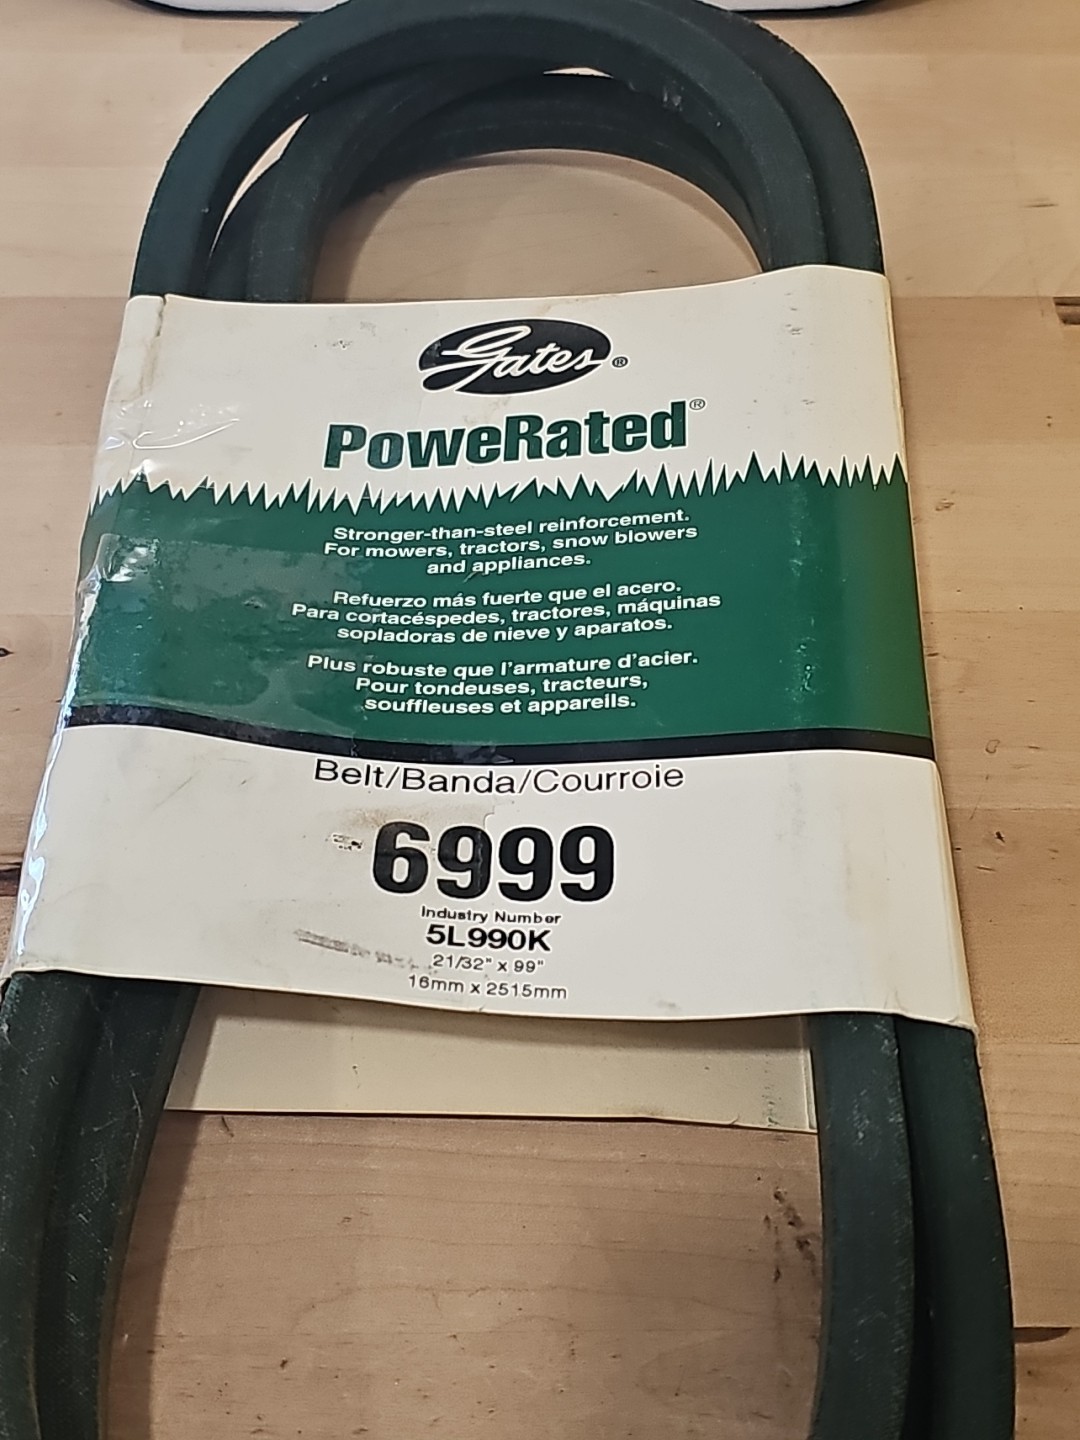 Gates®
PoweRated®
Stronger-than-steel reinforcement.
For mowers, tractors, snow blowers
and appliances.
Refuerzo más fuerte que el acero.
Para cortacéspedes, tractores, máquinas
sopladoras de nieve y aparatos.
Plus robuste que l'armature d'acier.
Pour tondeuses, tracteurs,
souffleuses et appareils.
Belt/Banda/Courroie
6999
Industry Number
5L990K
21/32" x 99"
16mm x 2515mm